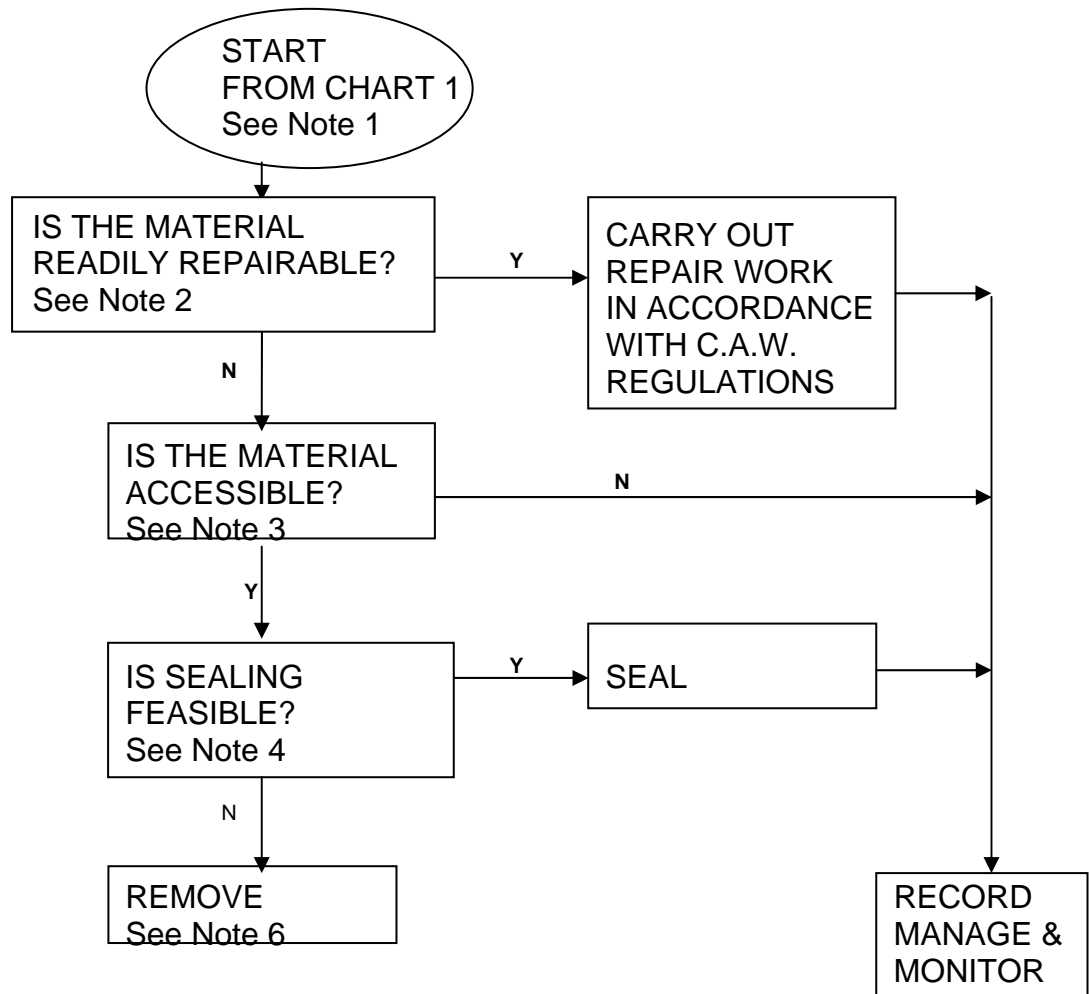 START
FROM CHART 1
See Note 1
IS THE MATERIAL
READILY REPAIRABLE?
See Note 2
Y
CARRY OUT
REPAIR WORK
IN ACCORDANCE
WITH C.A.W.
REGULATIONS
N
IS THE MATERIAL
ACCESSIBLE?
See Note 3
N
Y
IS SEALING
FEASIBLE?
See Note 4
Y
SEAL
N
REMOVE
See Note 6
RECORD
MANAGE &
MONITOR